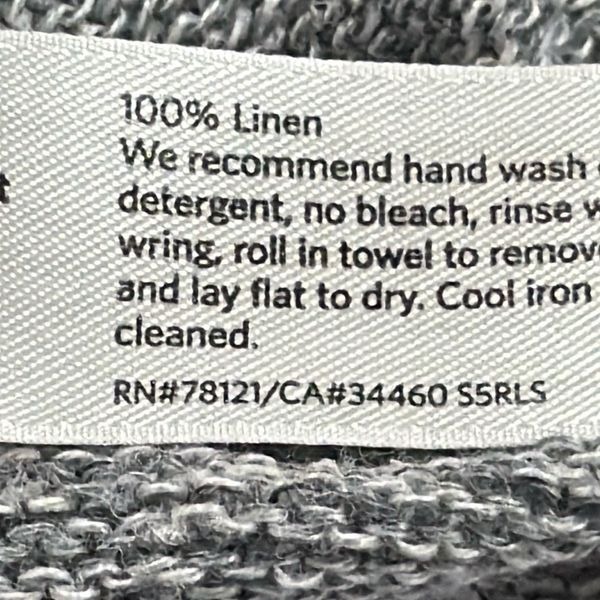 100% Linen
We recommend hand wash
detergent, no bleach, rinse
wring, roll in towel to remov
and lay flat to dry. Cool iron
cleaned.
RN#78121/CA#34460 S5RLS